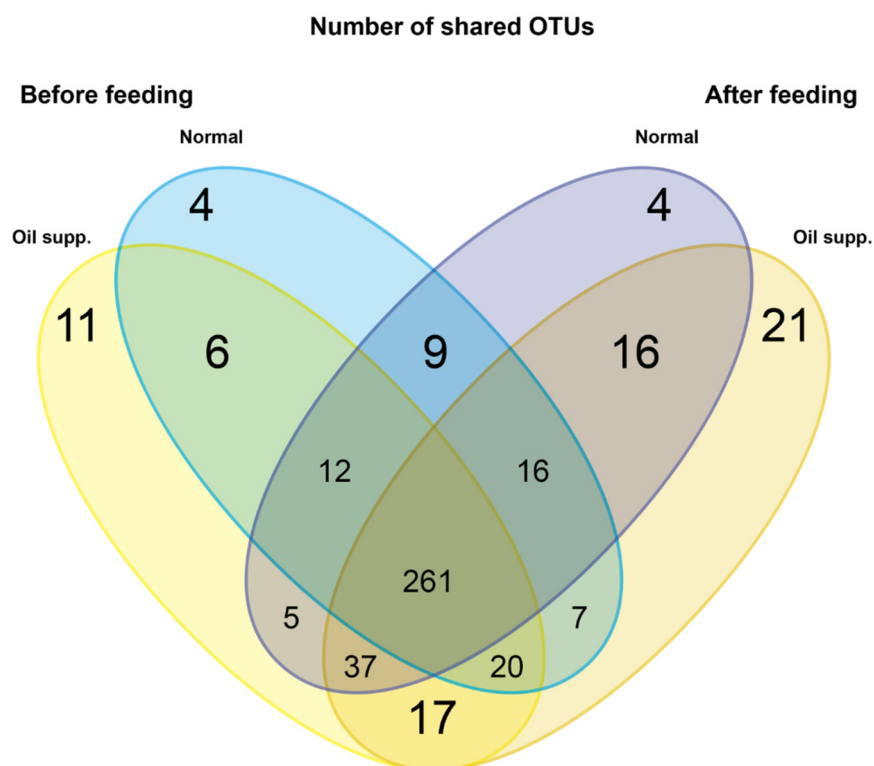 Number of shared OTUs
Before feeding
After feeding
Normal
Normal
4
4
Oil supp.
Oil supp.
11
21
6
9
16
12
16
261
5
7
37
20
17